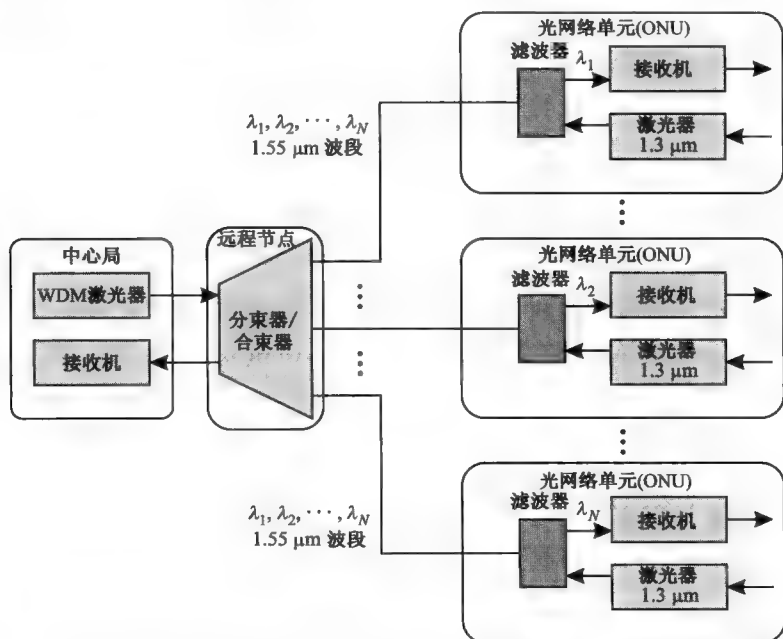 光网络单元(ONU)
滤波器
λ₁
接收机
激光器
1.3 μm
λ₁, λ₂, ···, λ_N
1.55 μm 波段
中心局
WDM激光器
接收机
远程节点
分束器/
合束器
光网络单元(ONU)
滤波器
λ₂
接收机
激光器
1.3 μm
λ₁, λ₂, ···, λ_N
1.55 μm 波段
光网络单元(ONU)
滤波器
λ_N
接收机
激光器
1.3 μm